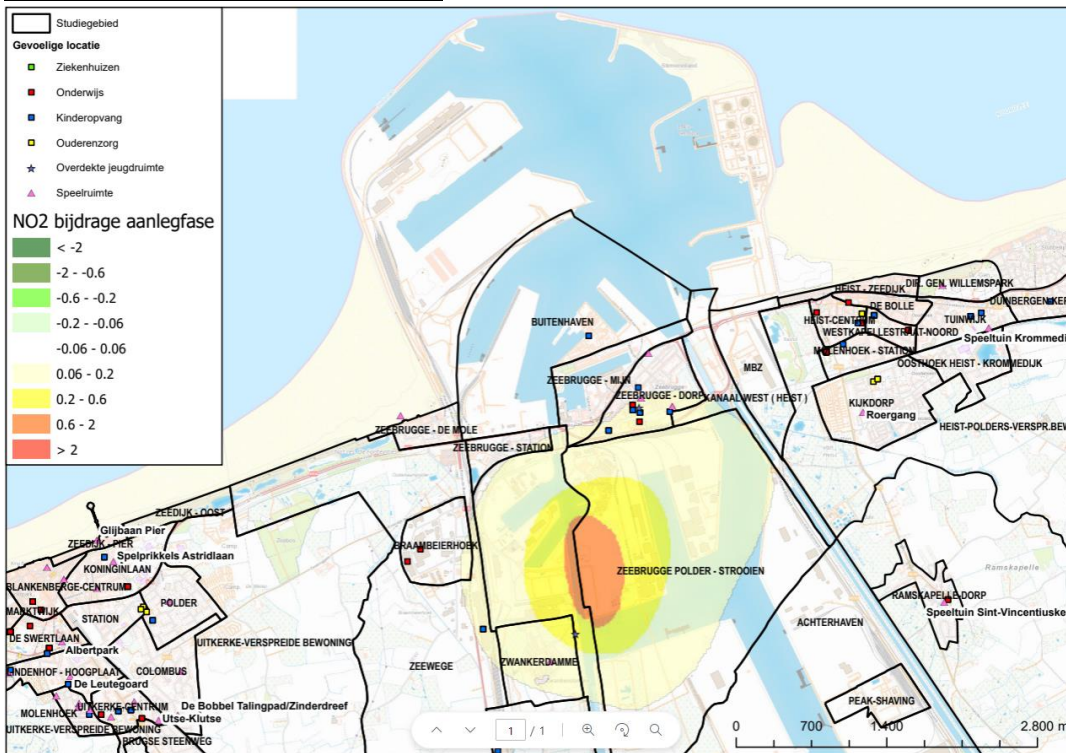 Studiegebied
Gevoelige locatie
Ziekenhuizen
Onderwijs
Kinderopvang
Ouderenzorg
Overdekte jeugdruimte
Speelruimte
NO2 bijdrage aanlegfase
< -2
-2 - -0.6
-0.6 - -0.2
-0.2 - -0.06
-0.06 - 0.06
0.06 - 0.2
0.2 - 0.6
0.6 - 2
> 2
DIR. GEN. WILLEMSPARK
HEIST - ZEEDIJK
DE BOLLE
DUINBERGEN
HEIST-CENTRUM
TUINWIJK
WESTKAPELLESTRAAT-NOORD
Speeltuin Krommedi
MOLENHOEK - STATION
OOSTHOEK HEIST - KROMMEDIJK
BUITENHAVEN
MBZ
ZEEBRUGGE - MIJN
ZEEBRUGGE - DORP
KANAAL WEST ( HEIST )
KIJKDORP
Roergang
HEIST-POLDERS-VERSPR.BEW
ZEEBRUGGE - DE MOLE
ZEEBRUGGE - STATION
ZEEDIJK - OOST
Glijbaan Pier
ZEEDIJK - PIER
Spelprikkels Astridlaan
KONINGINLAAN
BRAAMBEIERHOEK
ZEEBRUGGE POLDER - STROOIEN
Ramskapelle
BLANKENBERGE-CENTRUM
POLDER
RAMSKAPELLE-DORP
MARKTWIJK
STATION
Speeltuin Sint-Vincentiuske
ACHTERHAVEN
DE SWERTLAAN
UITKERKE-VERSPREIDE BEWONING
Albertpark
ZEEWEGE
ZWANKERDAMME
INDENHOF - HOOGPLAAT
COLOMBUS
De Leutegoard
PEAK-SHAVING
UITKERKE-CENTRUM
De Bobbel Talingpad/Zinderdreef
MOLENHOEK
Utse-Klutse
UITKERKE-VERSPREIDE BEWONING
BRUGSE STEENWEG
1 / 1
0 700 1.400 2.800 m